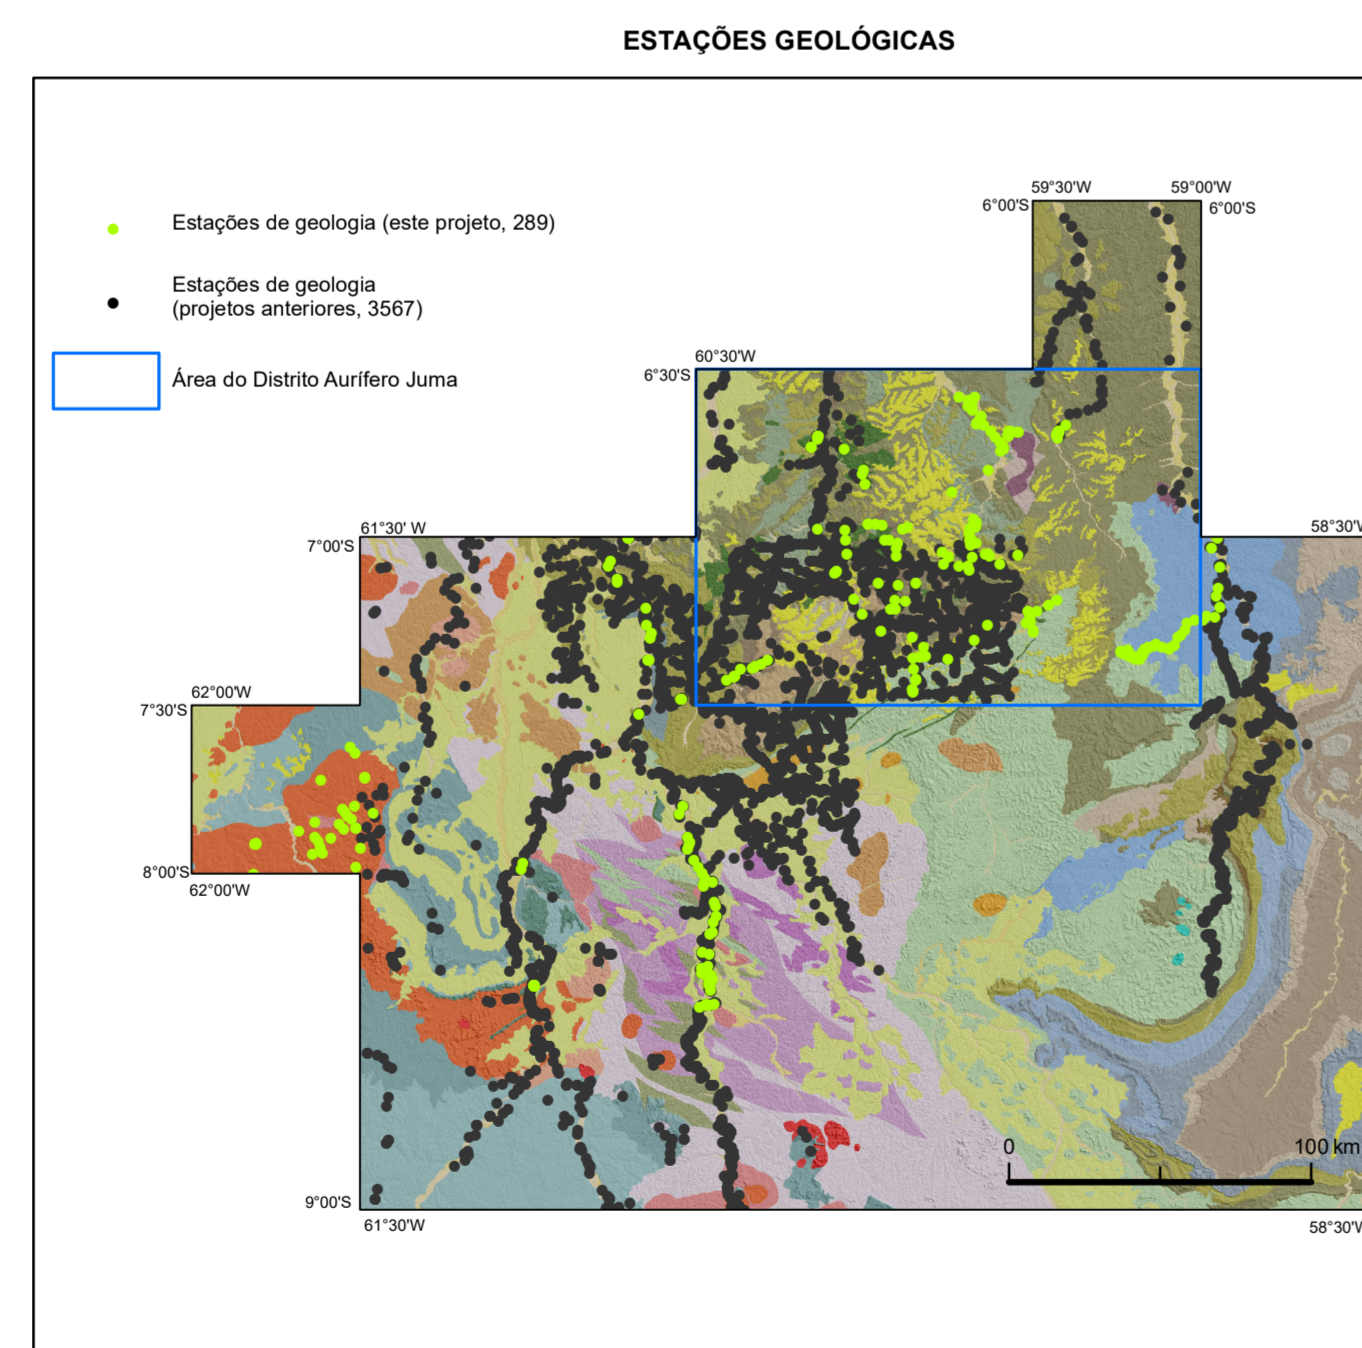 ESTAÇÕES GEOLÓGICAS
Estações de geologia (este projeto, 289)
Estações de geologia
(projetos anteriores, 3567)
Área do Distrito Aurífero Juma
59°30'W 59°00'W
6°00'S 6°00'S
60°30'W
6°30'S
61°30' W 58°30'W
7°00'S
62°00'W
7°30'S
8°00'S
62°00'W
0 100 km
9°00'S
61°30'W 58°30'W